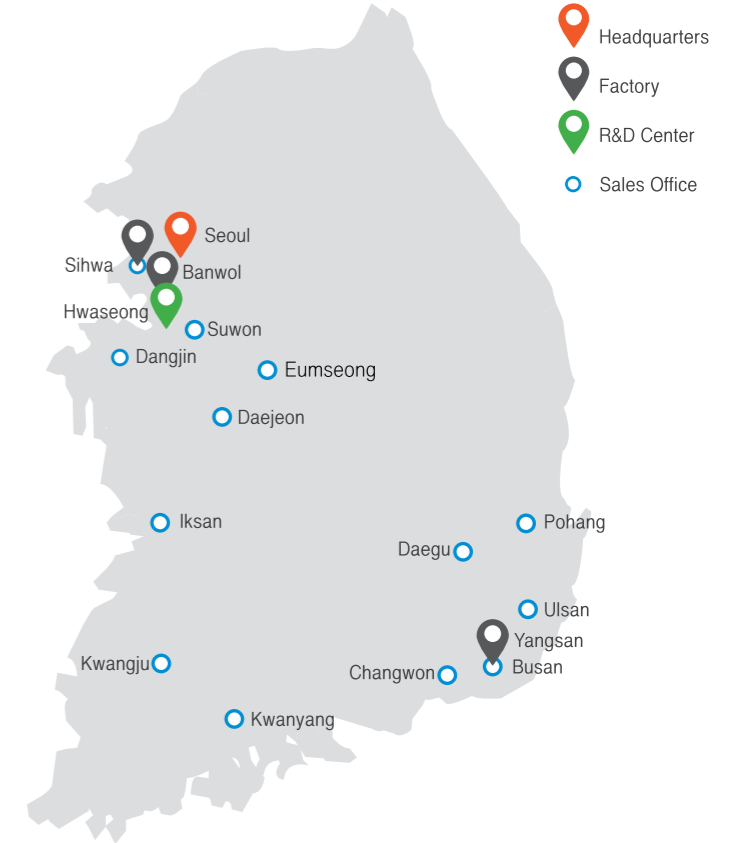 Headquarters
Factory
R&D Center
Sales Office
Seoul
Sihwa
Banwol
Hwaseong
Suwon
Dangjin
Eumseong
Daejeon
Iksan
Pohang
Daegu
Ulsan
Yangsan
Kwangju
Busan
Changwon
Kwanyang